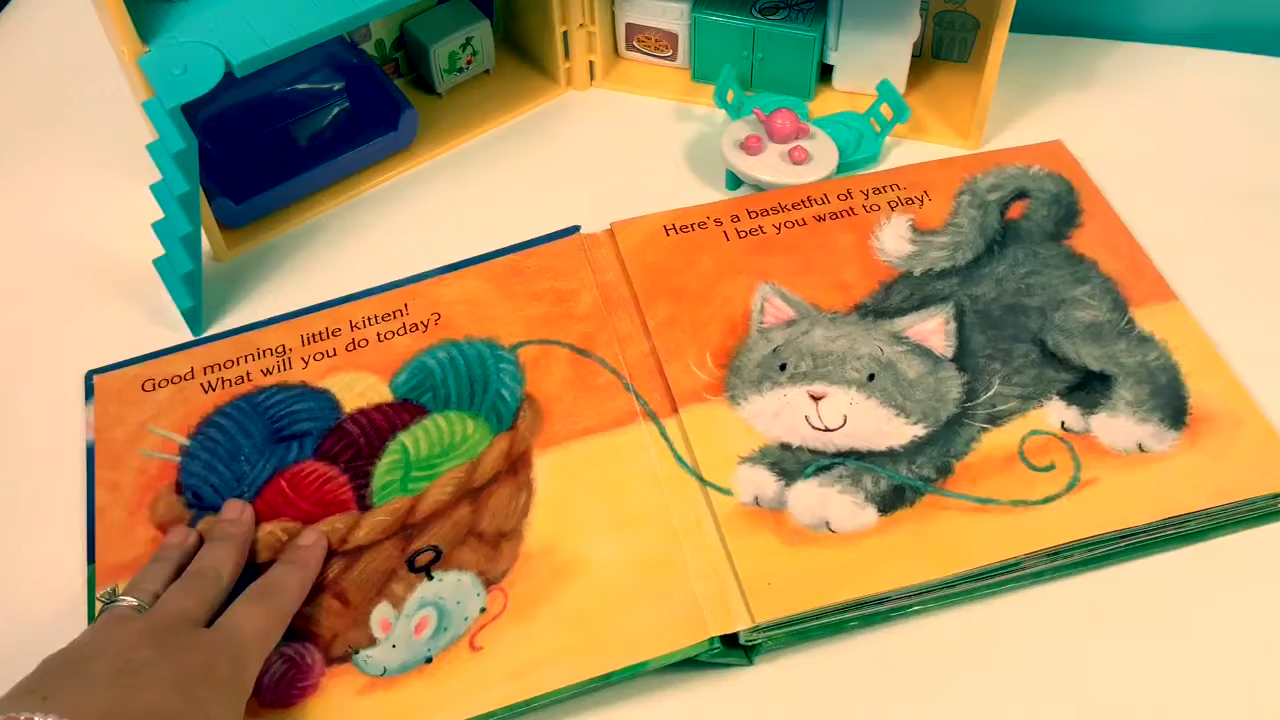 Good morning, little kitten!
What will you do today?
Here's a basketful of yarn.
I bet you want to play!